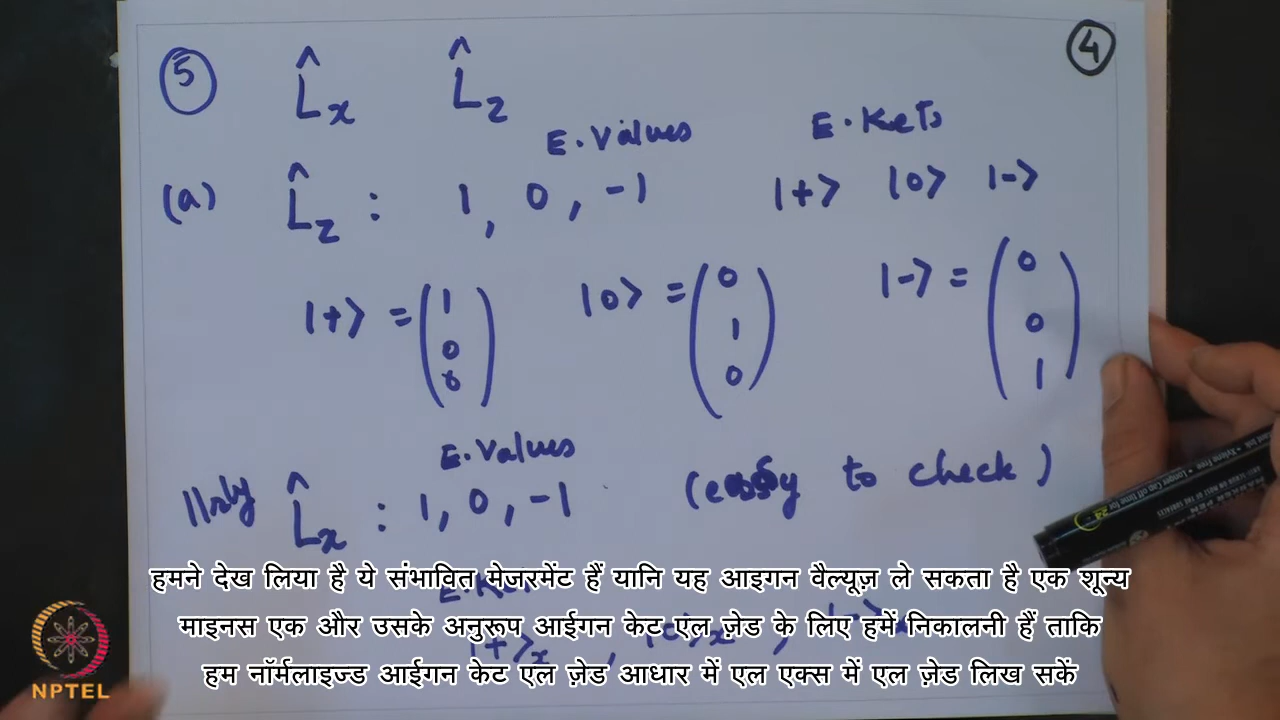 5 L̂x L̂z 4
E. Values E. Kets
(a) L̂z : 1, 0, -1 |+> |0> |->
|+> = (1 0 0) |0> = (0 1 0) |-> = (0 0 1)
E. Values
llrly L̂x : 1, 0, -1 (easy to check)
हमने देख लिया है ये संभावित मेजरमेंट हैं यानि यह आइगन वैल्यूज़ ले सकता है एक शून्य
माइनस एक और उसके अनुरूप आईगन केट एल ज़ेड के लिए हमें निकालनी हैं ताकि
|+>x
हम नॉर्मलाइज्ड आईगन केट एल ज़ेड आधार में एल एक्स में एल ज़ेड लिख सकें
NPTEL